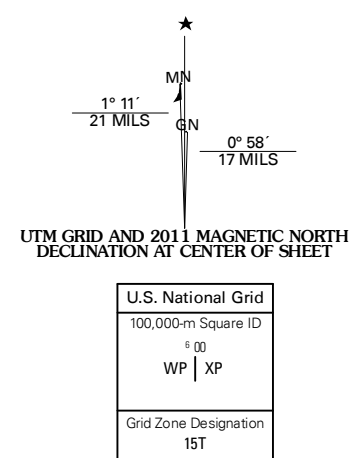 ★
MN
1° 11´
21 MILS
GN
0° 58´
17 MILS
UTM GRID AND 2011 MAGNETIC NORTH
DECLINATION AT CENTER OF SHEET
U.S. National Grid
100,000-m Square ID
6 00
WP | XP
Grid Zone Designation
15T